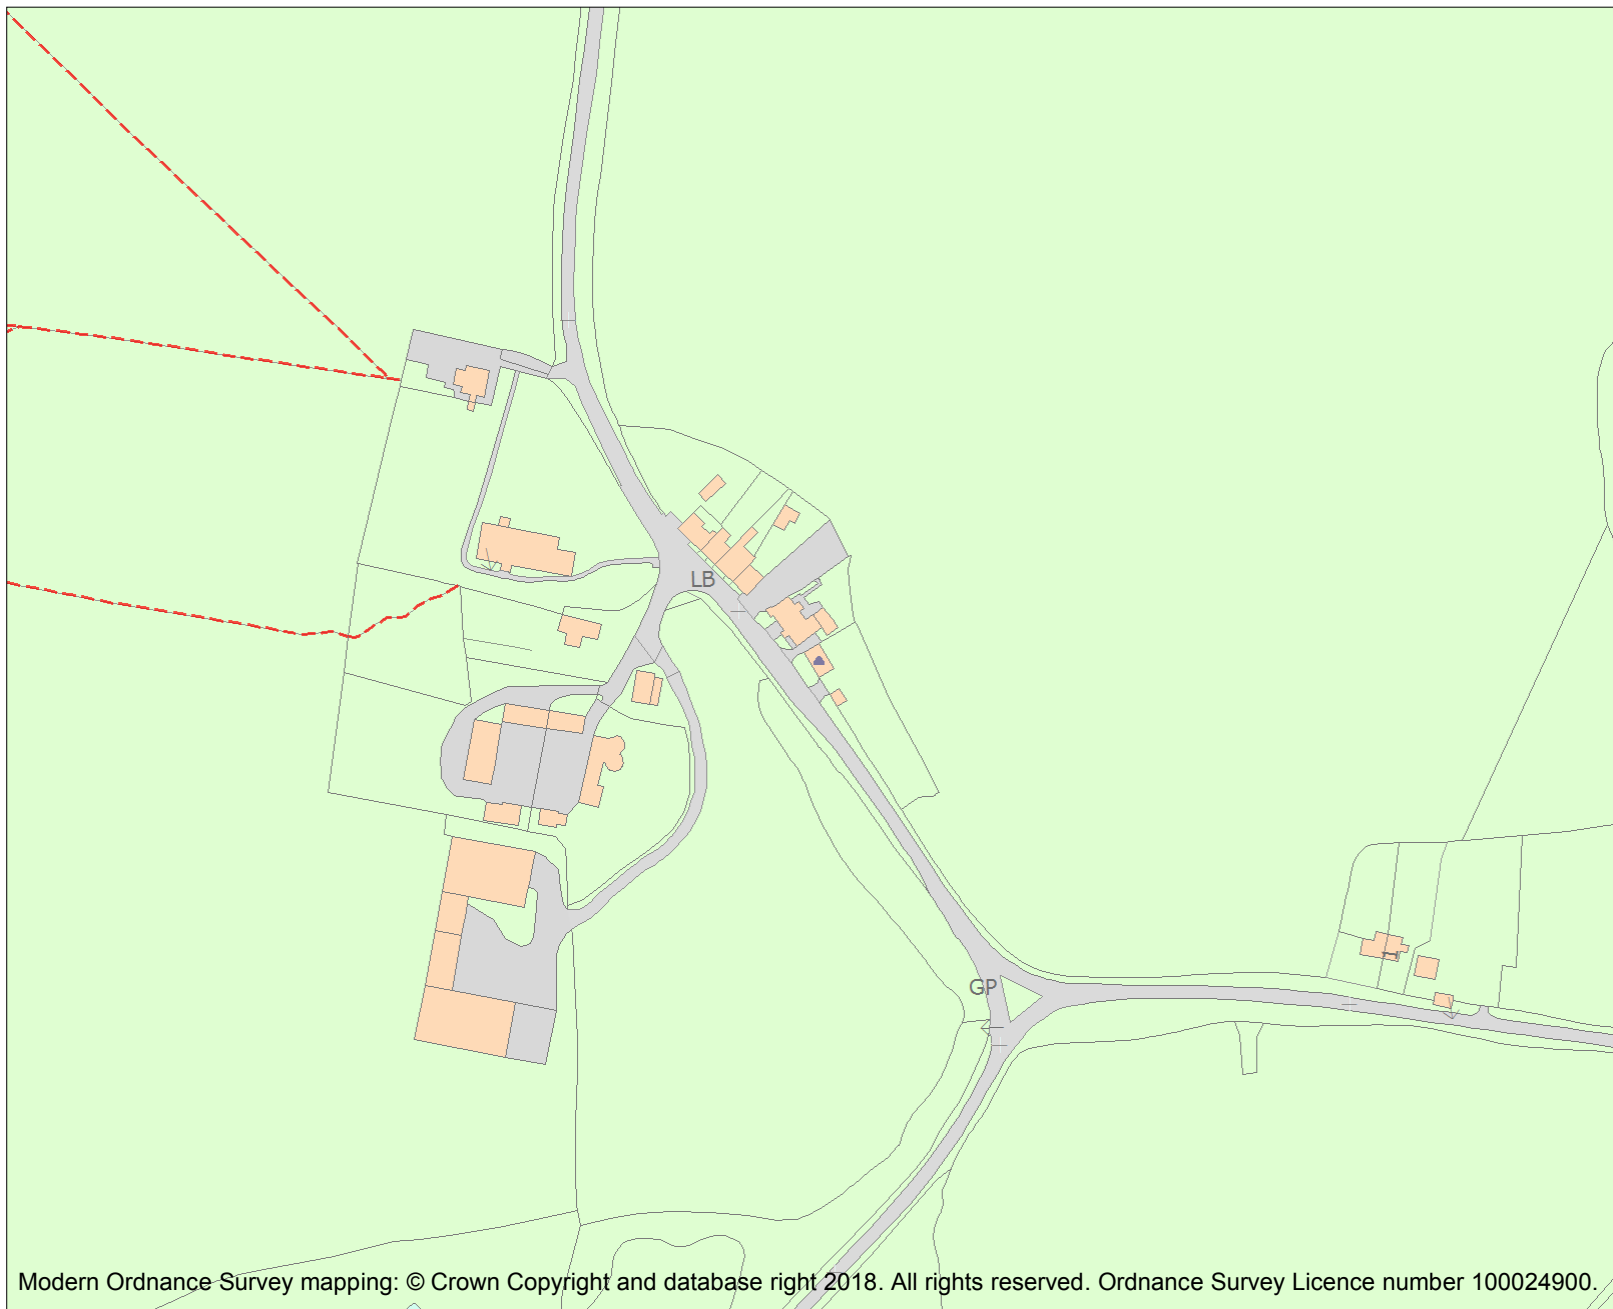 LB
1
GP
Modern Ordnance Survey mapping: © Crown Copyright and database right 2018. All rights reserved. Ordnance Survey Licence number 100024900.